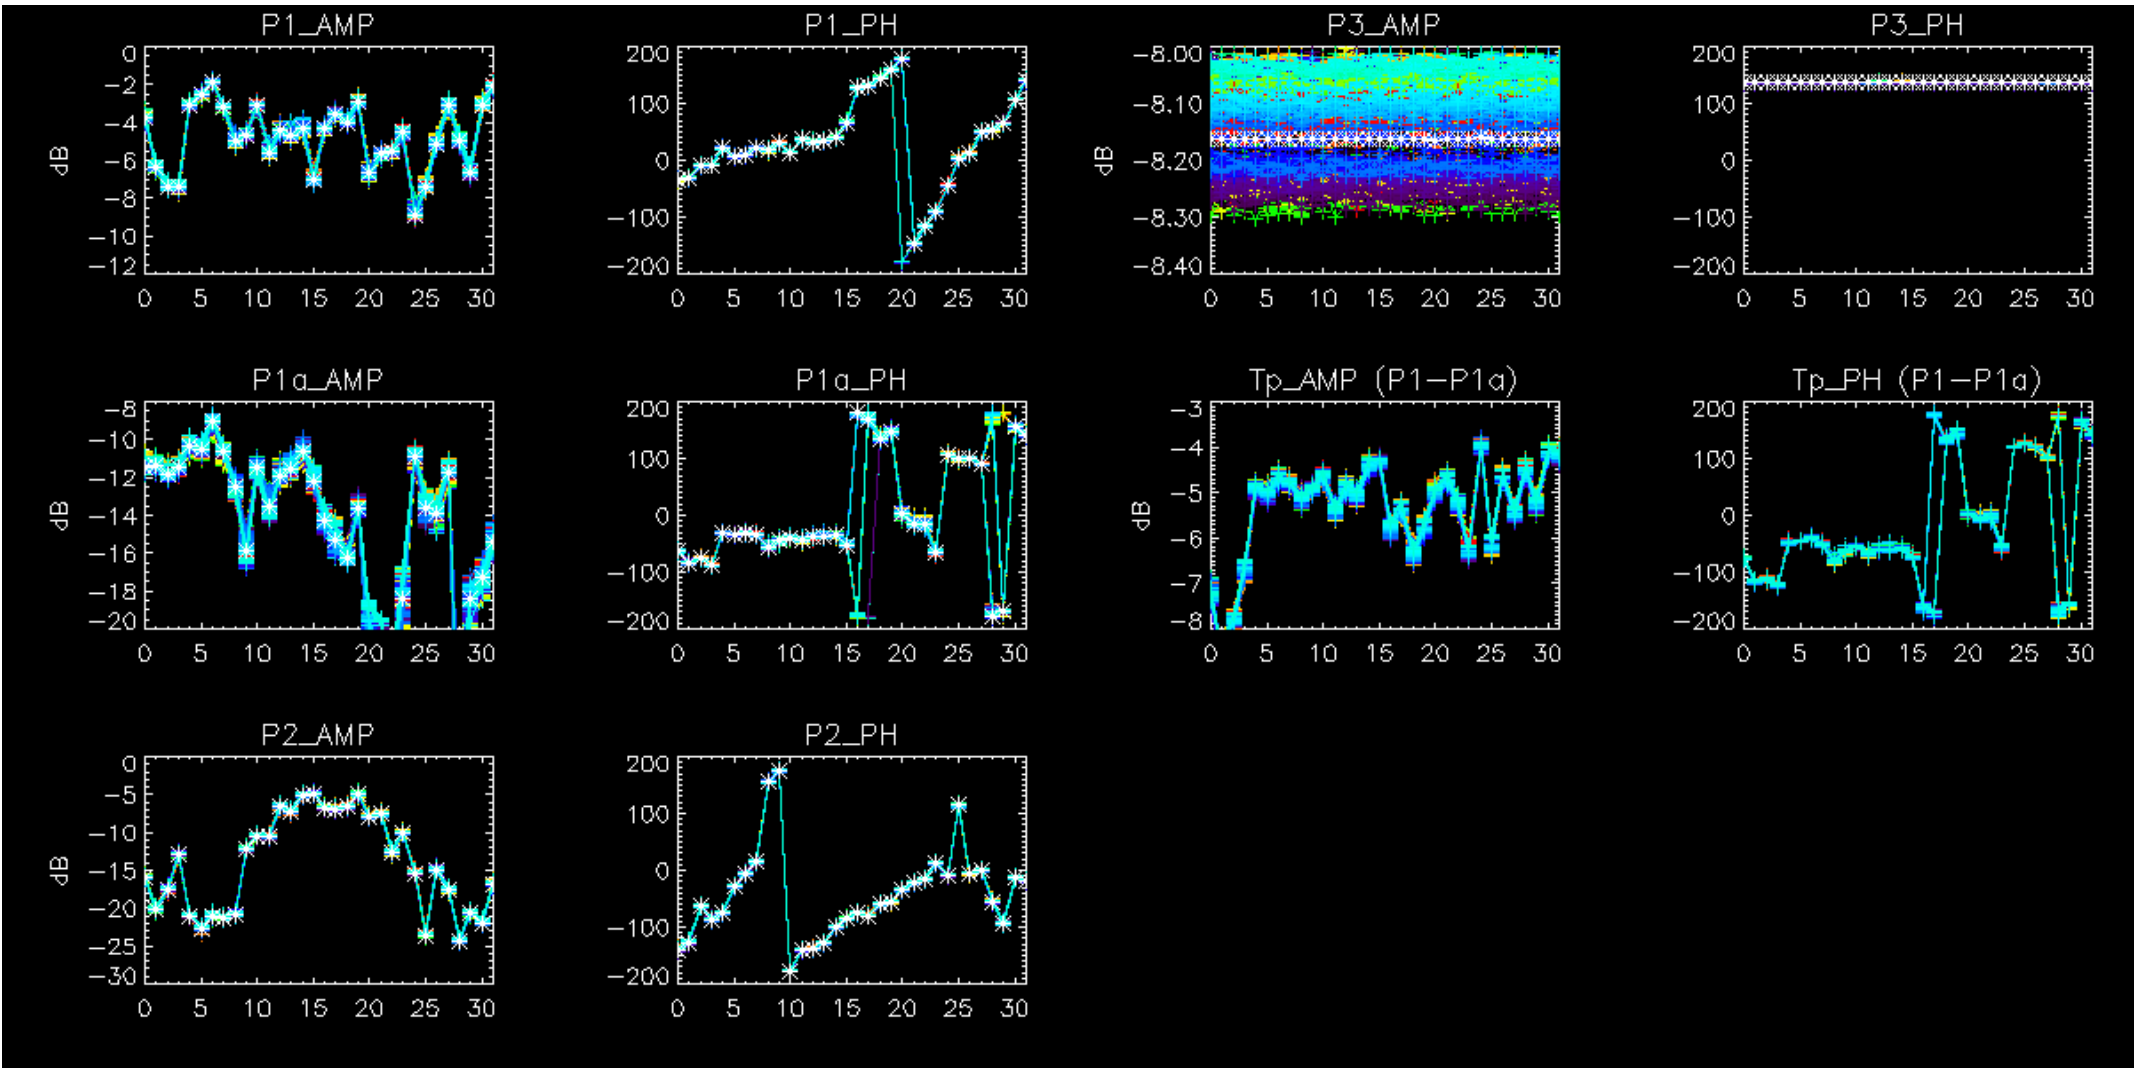 P1_AMP
dB
0
−2
−4
−6
−8
−10
−12
0 5 10 15 20 25 30
P1_PH
200
100
0
−100
−200
0 5 10 15 20 25 30
P3_AMP
dB
−8.00
−8.10
−8.20
−8.30
−8.40
0 5 10 15 20 25 30
P3_PH
200
100
0
−100
−200
0 5 10 15 20 25 30
P1a_AMP
dB
−8
−10
−12
−14
−16
−18
−20
0 5 10 15 20 25 30
P1a_PH
200
100
0
−100
−200
0 5 10 15 20 25 30
Tp_AMP (P1−P1a)
dB
−3
−4
−5
−6
−7
−8
0 5 10 15 20 25 30
Tp_PH (P1−P1a)
200
100
0
−100
−200
0 5 10 15 20 25 30
P2_AMP
dB
0
−5
−10
−15
−20
−25
−30
0 5 10 15 20 25 30
P2_PH
200
100
0
−100
−200
0 5 10 15 20 25 30